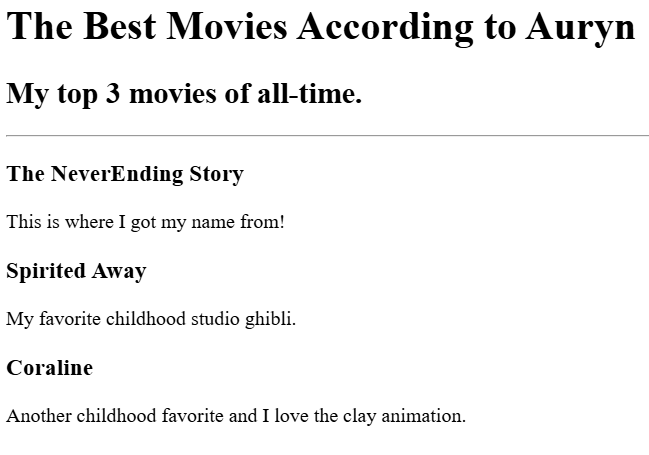 The Best Movies According to Auryn
My top 3 movies of all-time.
The NeverEnding Story
This is where I got my name from!
Spirited Away
My favorite childhood studio ghibli.
Coraline
Another childhood favorite and I love the clay animation.